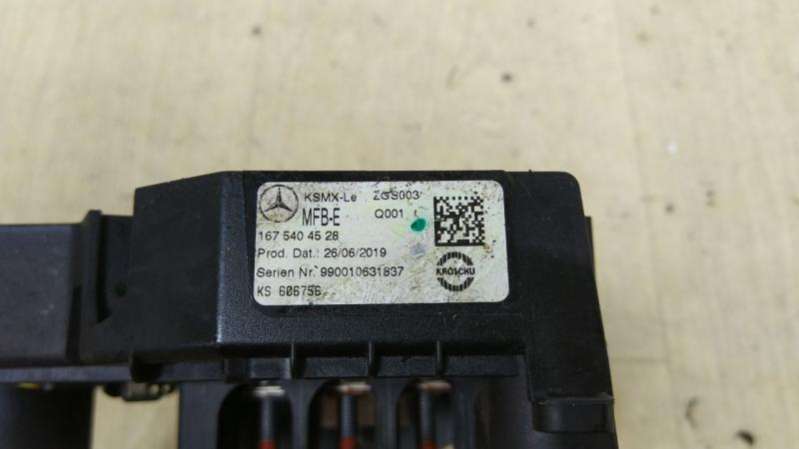 KSMX-Le ZGS003
MFB-E Q001
167 540 45 28
Prod. Dat.: 26/06/2019
Serien Nr. 990010631837
KROSCHU
KS 606756